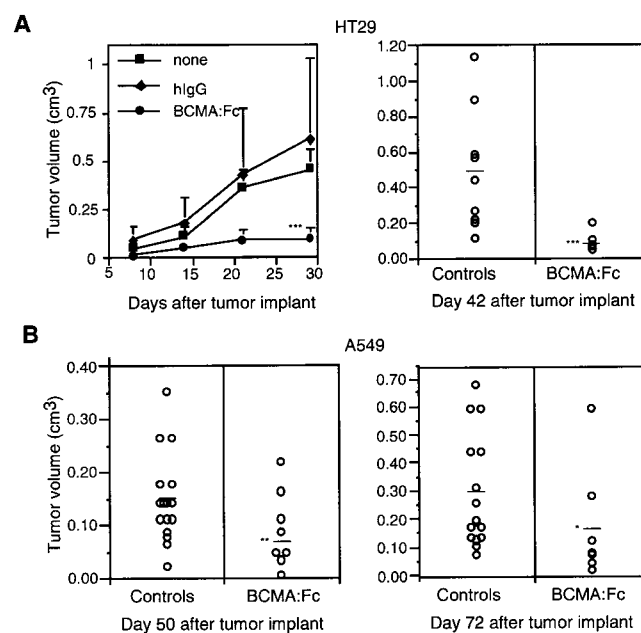 A
HT29
Tumor volume (cm3)
1
0.75
0.5
0.25
0
none
hIgG
BCMA:Fc
***
5 10 15 20 25 30
Days after tumor implant
1.20
1.00
0.80
0.60
0.40
0.20
0.00
***
Controls BCMA:Fc
Day 42 after tumor implant
B
A549
Tumor volume (cm3)
0.40
0.30
0.20
0.10
0.00
**
Controls BCMA:Fc
Day 50 after tumor implant
0.70
0.60
0.50
0.40
0.30
0.20
0.10
0.00
*
Controls BCMA:Fc
Day 72 after tumor implant